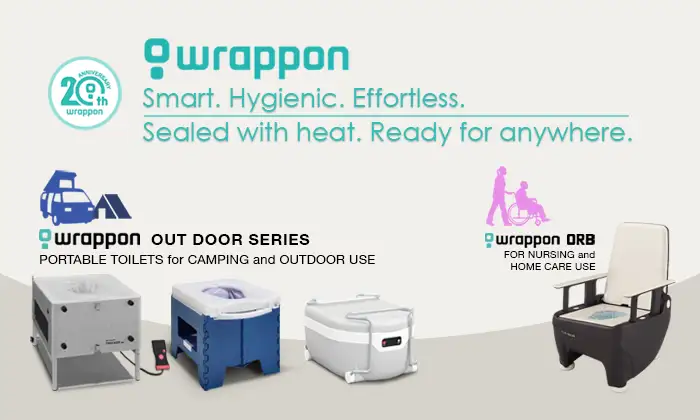 wrappon
20th
ANNIVERSARY
wrappon
Smart. Hygienic. Effortless.
Sealed with heat. Ready for anywhere.
wrappon OUT DOOR SERIES
PORTABLE TOILETS for CAMPING and OUTDOOR USE
wrappon ORB
FOR NURSING and
HOME CARE USE